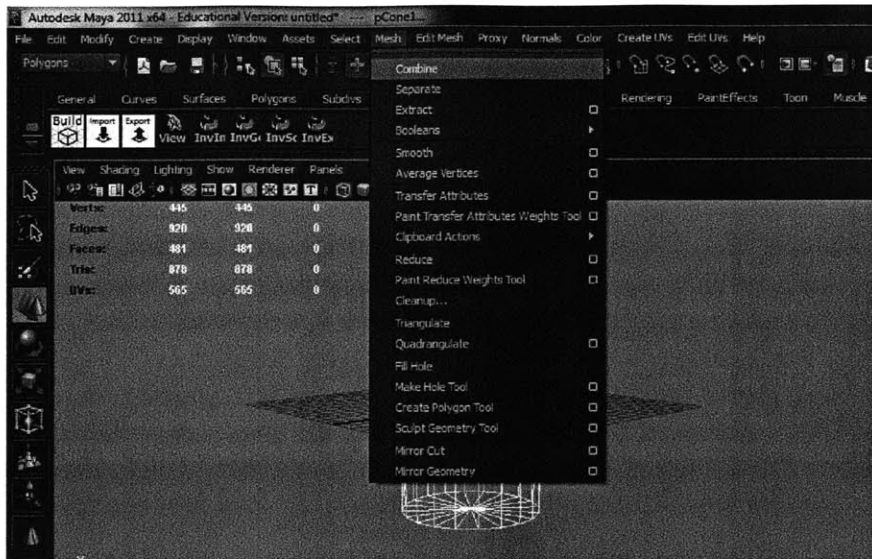 Autodesk Maya 2011 x64 - Educational Version: untitled* --- pCone1...
File Edit Modify Create Display Window Assets Select Mesh Edit Mesh Proxy Normals Color Create UVs Edit UVs Help
Polygons
General Curves Surfaces Polygons Subdivs Rendering PaintEffects Toon Muscle
Build Import Export View InvIn InvG InvSc InvEx
View Shading Lighting Show Renderer Panels
Verts: 445 445 0
Edges: 920 920 0
Faces: 481 481 0
Tris: 878 878 0
UVs: 565 565 0
Combine
Separate
Extract
Booleans
Smooth
Average Vertices
Transfer Attributes
Paint Transfer Attributes Weights Tool
Clipboard Actions
Reduce
Paint Reduce Weights Tool
Cleanup...
Triangulate
Quadrangulate
Fill Hole
Make Hole Tool
Create Polygon Tool
Sculpt Geometry Tool
Mirror Cut
Mirror Geometry